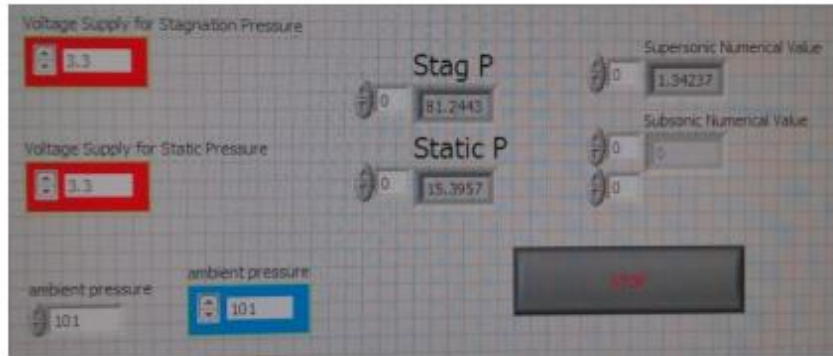 Voltage Supply for Stagnation Pressure
3.3
Stag P
0
81.2443
Supersonic Numerical Value
0
1.34237
Subsonic Numerical Value
0
0
0
Voltage Supply for Static Pressure
3.3
Static P
0
15.3957
ambient pressure
101
ambient pressure
101
STOP